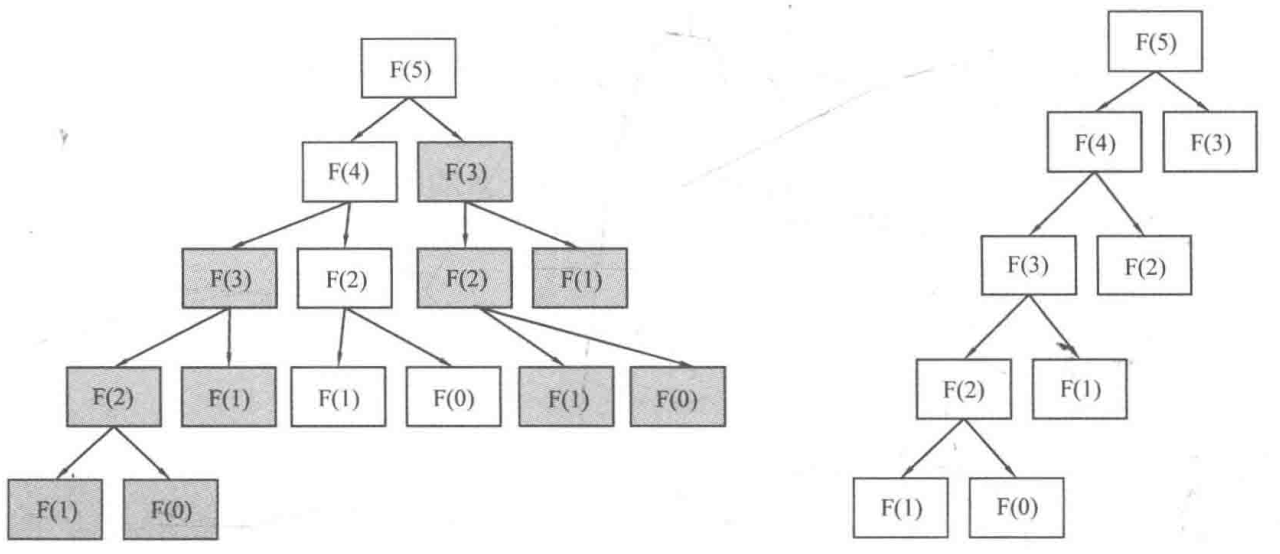 F(5)
F(4) F(3)
F(3) F(2) F(2) F(1)
F(2) F(1) F(1) F(0) F(1) F(0)
F(1) F(0)
F(5)
F(4) F(3)
F(3) F(2)
F(2) F(1)
F(1) F(0)